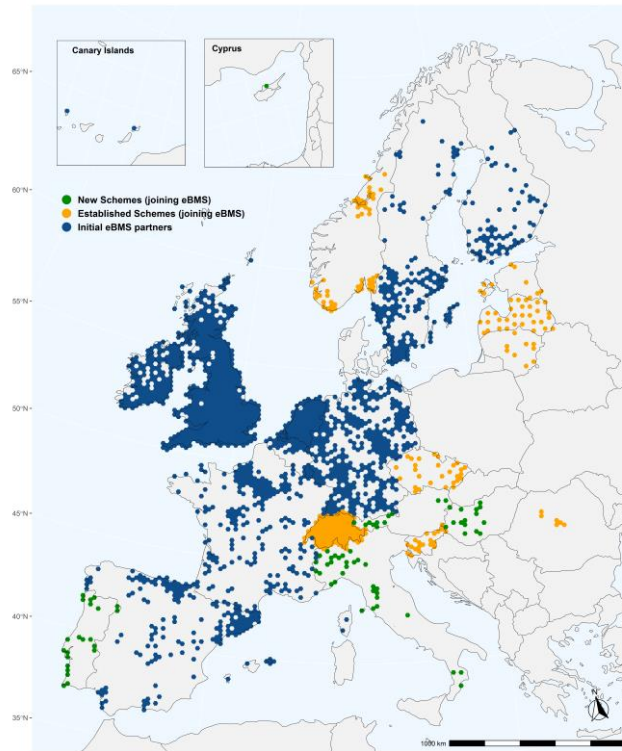 Canary Islands
Cyprus
65°N
60°N
55°N
50°N
45°N
40°N
35°N
New Schemes (joining eBMS)
Established Schemes (joining eBMS)
Initial eBMS partners
N
1000 km